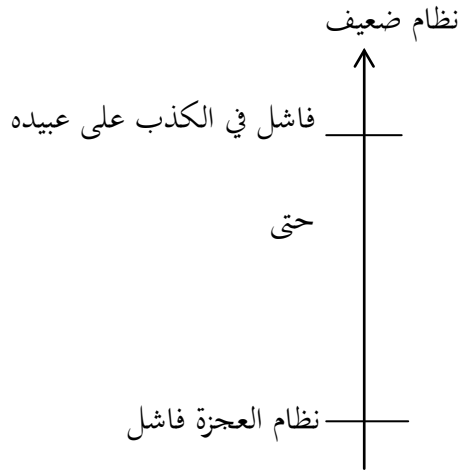 نظام ضعيف
فاشل في الكذب على عبيده
حتى
نظام العجزة فاشل